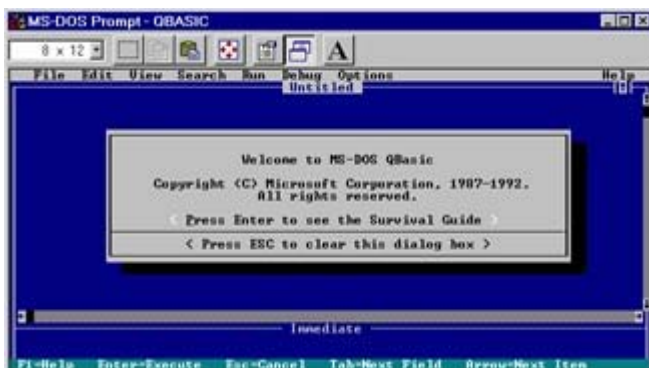 MS-DOS Prompt - QBASIC
8 x 12 A
File Edit View Search Run Debug Options Help
Untitled
Welcome to MS-DOS QBasic
Copyright (C) Microsoft Corporation, 1987-1992.
All rights reserved.
< Press Enter to see the Survival Guide >
< Press ESC to clear this dialog box >
Immediate
F1=Help Enter=Execute Esc=Cancel Tab=Next Field Arrow=Next Item